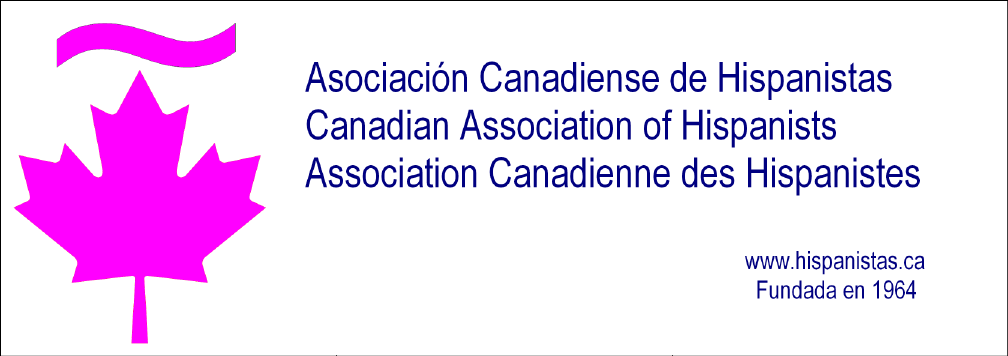 Asociación Canadiense de Hispanistas
Canadian Association of Hispanists
Association Canadienne des Hispanistes
www.hispanistas.ca
Fundada en 1964